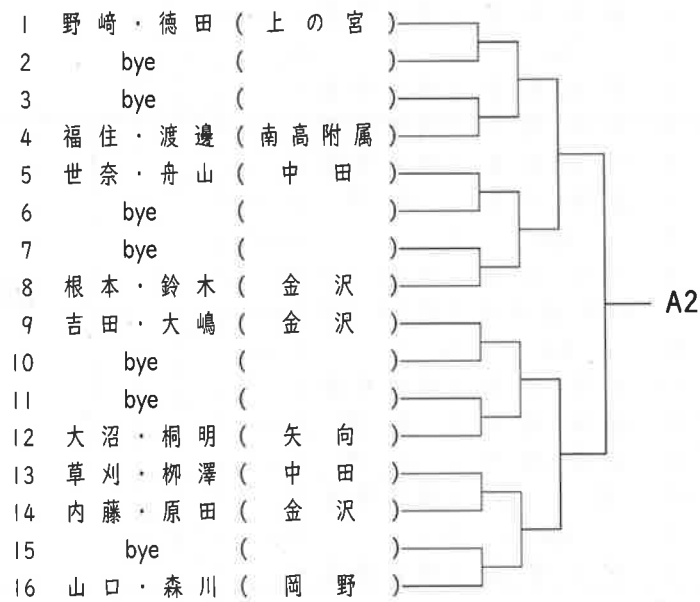 1 野﨑・徳田(上の宮)
2 bye ( )
3 bye ( )
4 福住・渡邊(南高附属)
5 世奈・舟山(中田)
6 bye ( )
7 bye ( )
8 根本・鈴木(金沢)
9 吉田・大嶋(金沢)
10 bye ( )
11 bye ( )
12 大沼・桐明(矢向)
13 草刈・栁澤(中田)
14 内藤・原田(金沢)
15 bye ( )
16 山口・森川(岡野)
A2